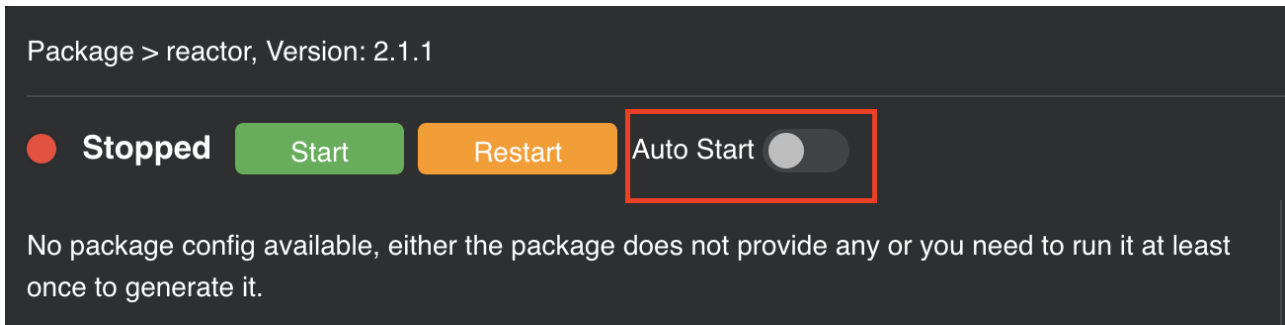 Package > reactor, Version: 2.1.1
Stopped Start Restart Auto Start
No package config available, either the package does not provide any or you need to run it at least
once to generate it.